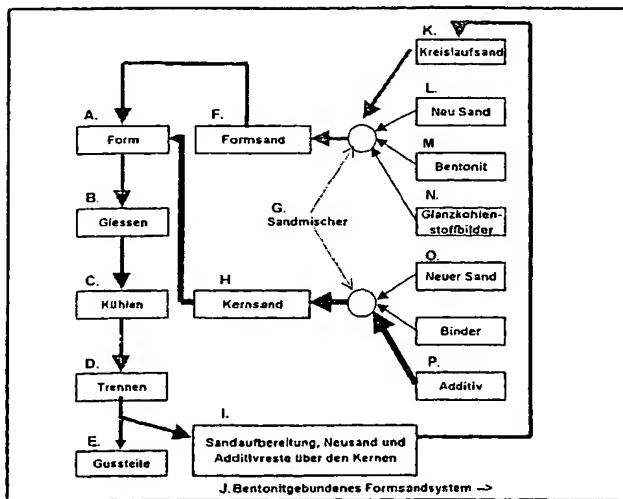 K.
Kreislaufsand
L.
Neu Sand
A.
F.
M
Form
Formsand
Bentonit
N.
B.
G.
Sandmischer
Glanzkohlen-
stoffbilder
Giessen
O.
Neuer Sand
C.
H
Kühlen
Kernsand
Binder
P.
D.
Additiv
Trennen
I.
E.
Sandaufbereitung, Neusand und
Additivreste über den Kernen
Gussteile
J. Bentonitgebundenes Formsandsystem -->